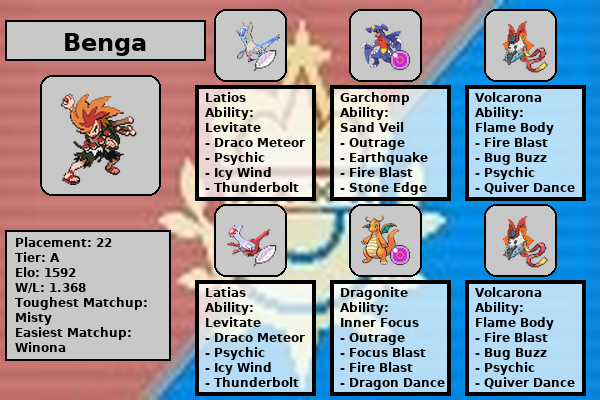 Benga
Placement: 22
Tier: A
Elo: 1592
W/L: 1.368
Toughest Matchup:
Misty
Easiest Matchup:
Winona
Latios
Ability:
Levitate
- Draco Meteor
- Psychic
- Icy Wind
- Thunderbolt
Garchomp
Ability:
Sand Veil
- Outrage
- Earthquake
- Fire Blast
- Stone Edge
Volcarona
Ability:
Flame Body
- Fire Blast
- Bug Buzz
- Psychic
- Quiver Dance
Latias
Ability:
Levitate
- Draco Meteor
- Psychic
- Icy Wind
- Thunderbolt
Dragonite
Ability:
Inner Focus
- Outrage
- Focus Blast
- Fire Blast
- Dragon Dance
Volcarona
Ability:
Flame Body
- Fire Blast
- Bug Buzz
- Psychic
- Quiver Dance